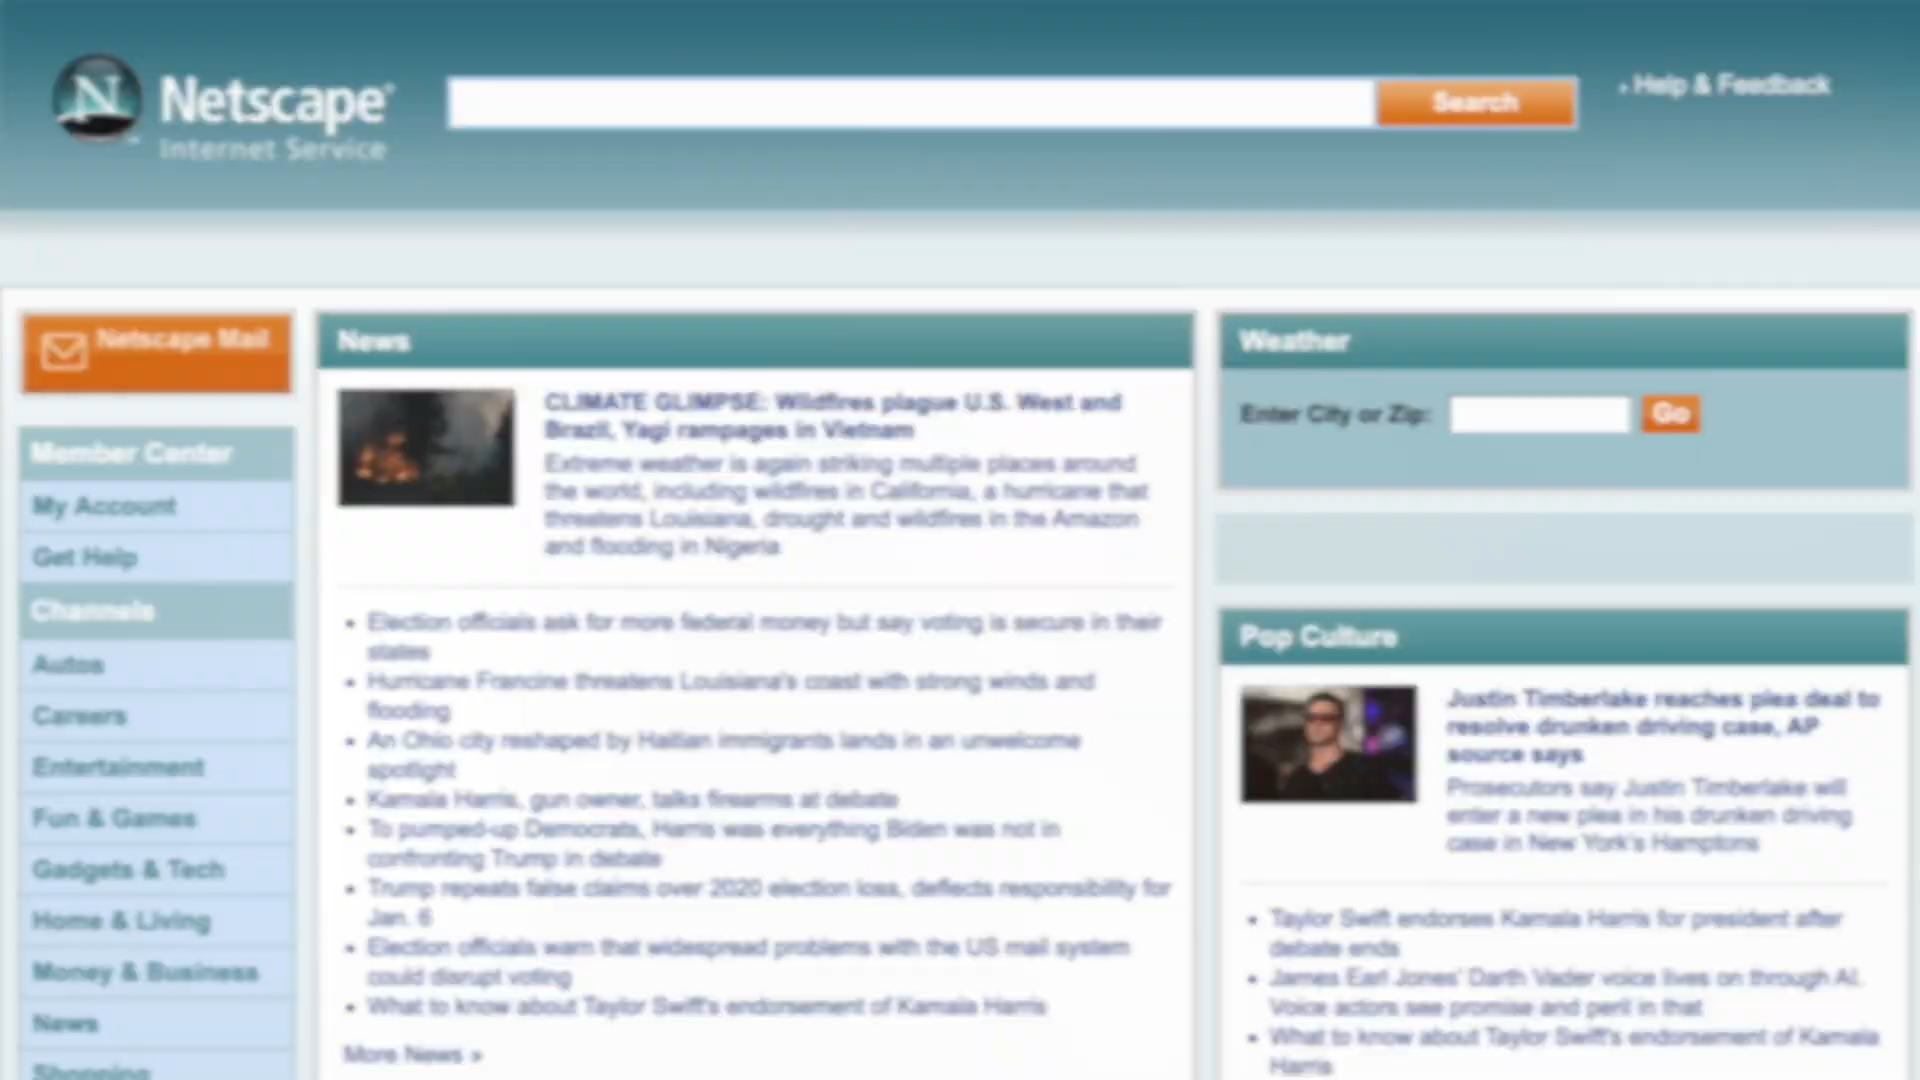 Netscape
Internet Service
Search
Help & Feedback
Netscape Mail
Member Center
My Account
Get Help
Channels
Autos
Careers
Entertainment
Fun & Games
Gadgets & Tech
Home & Living
Money & Business
News
Shopping
News
CLIMATE GLIMPSE: Wildfires plague U.S. West and
Brazil, Yagi rampages in Vietnam
Extreme weather is again striking multiple places around
the world, including wildfires in California, a hurricane that
threatens Louisiana, drought and wildfires in the Amazon
and flooding in Nigeria
• Election officials ask for more federal money but say voting is secure in their
states
• Hurricane Francine threatens Louisiana's coast with strong winds and
flooding
• An Ohio city reshaped by Haitian immigrants lands in an unwelcome
spotlight
• Kamala Harris, gun owner, talks firearms at debate
• To pumped-up Democrats, Harris was everything Biden was not in
confronting Trump in debate
• Trump repeats false claims over 2020 election loss, deflects responsibility for
Jan. 6
• Election officials warn that widespread problems with the US mail system
could disrupt voting
• What to know about Taylor Swift's endorsement of Kamala Harris
More News »
Weather
Enter City or Zip:
Go
Pop Culture
Justin Timberlake reaches plea deal to
resolve drunken driving case, AP
source says
Prosecutors say Justin Timberlake will
enter a new plea in his drunken driving
case in New York's Hamptons
• Taylor Swift endorses Kamala Harris for president after
debate ends
• James Earl Jones' Darth Vader voice lives on through AI.
Voice actors see promise and peril in that
• What to know about Taylor Swift's endorsement of Kamala
Harris